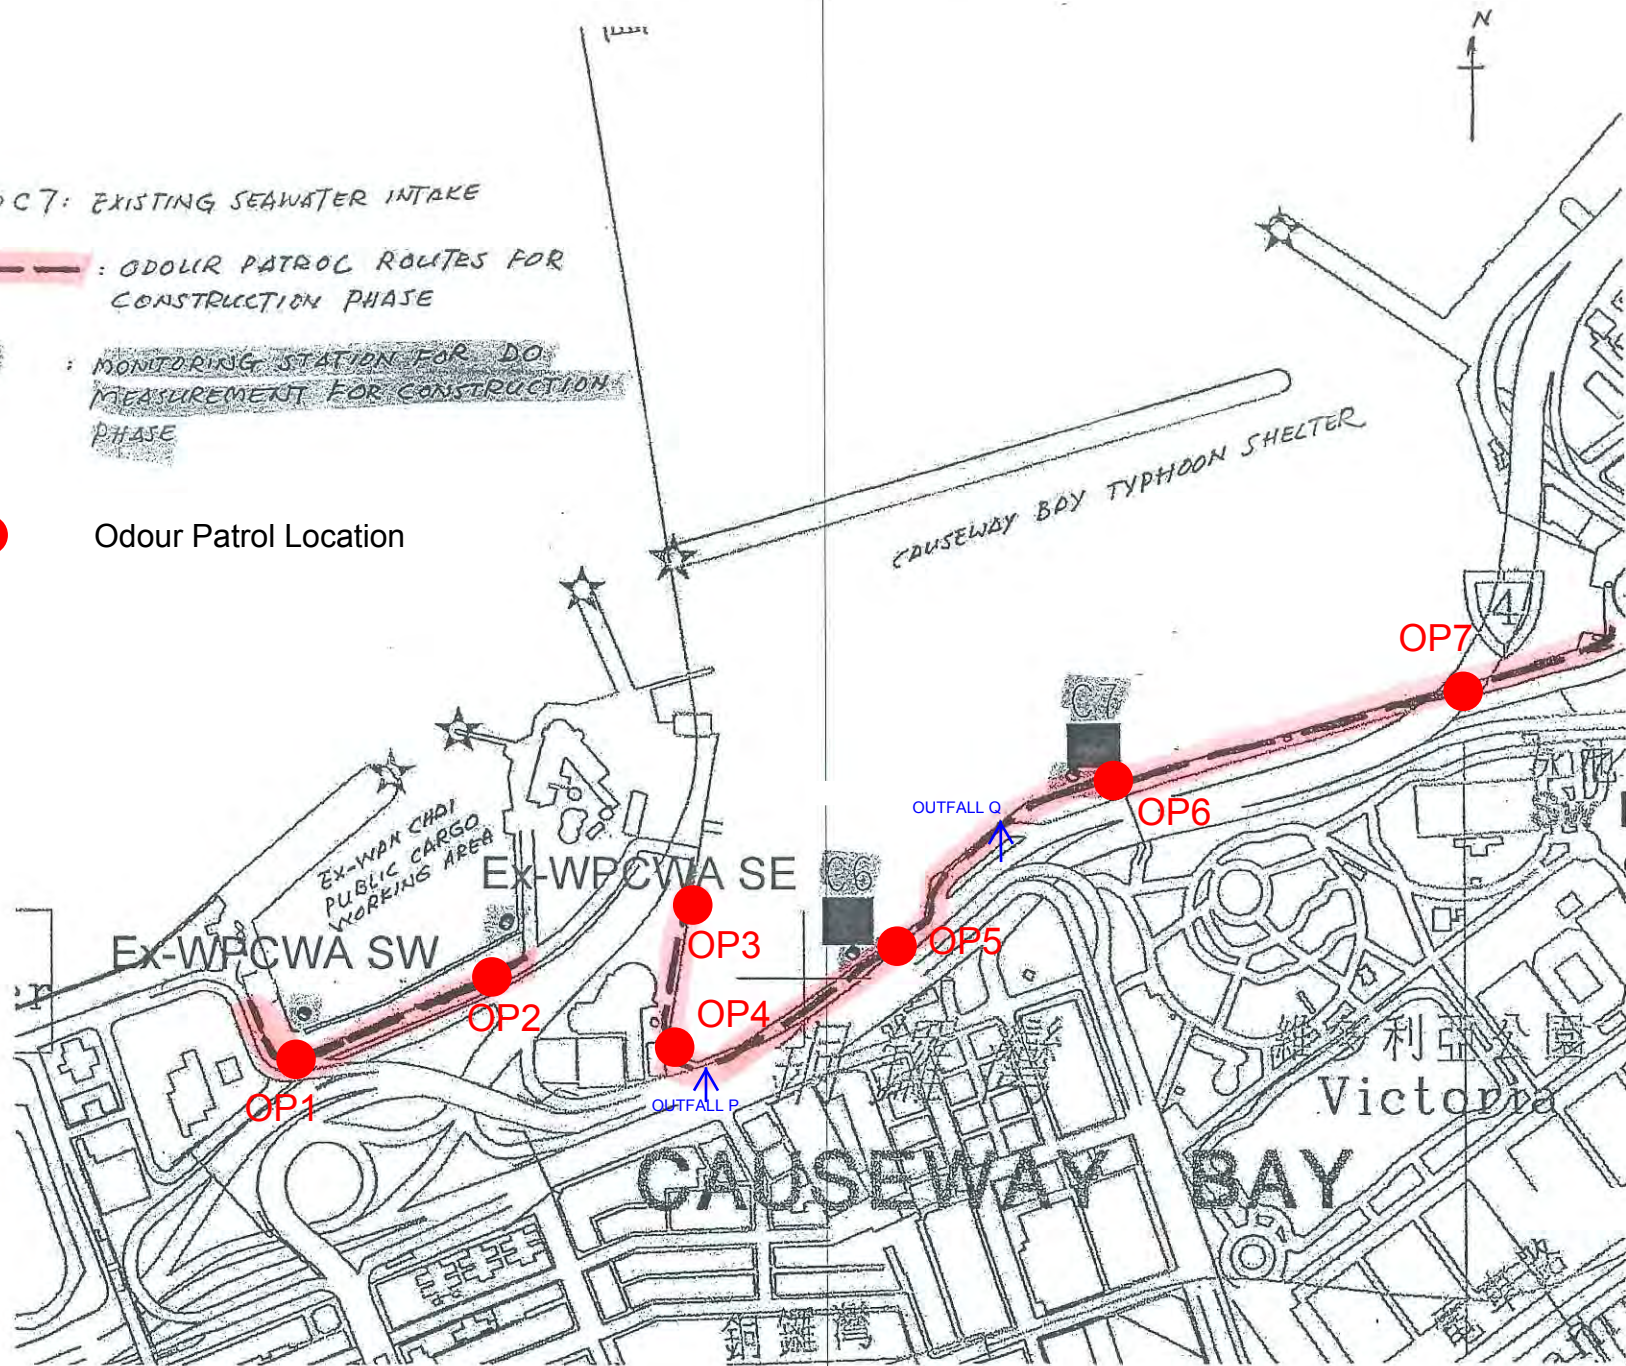 N
C7: EXISTING SEAWATER INTAKE
: ODOUR PATROL ROUTES FOR
CONSTRUCTION PHASE
: MONITORING STATION FOR DO
MEASUREMENT FOR CONSTRUCTION
PHASE
Odour Patrol Location
CAUSEWAY BAY TYPHOON SHELTER
4
OP7
C7
OP6
OUTFALL Q
EX-WAN CHAI
PUBLIC CARGO
WORKING AREA
Ex-WPCWA SE
C6
OP3
OP5
Ex-WPCWA SW
OP2
OP4
OP1
OUTFALL P
維多利亞公園
Victoria
CAUSEWAY BAY
銅鑼灣